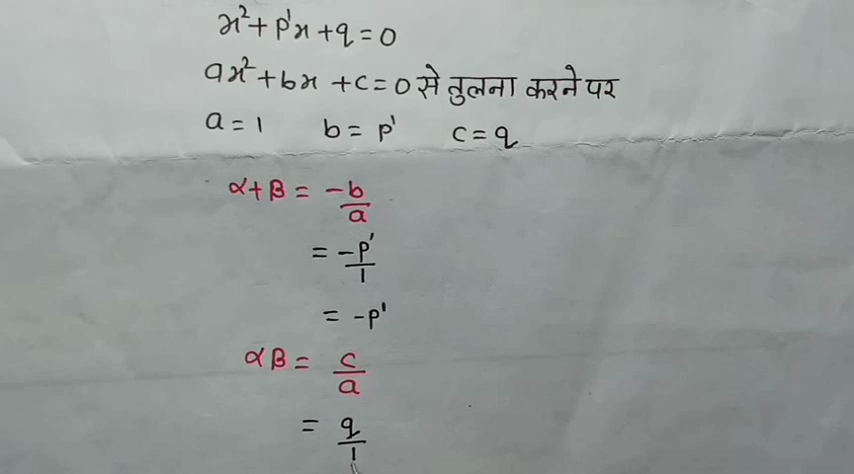 x²+ p'x + q = 0
ax²+bx +c=0 से तुलना करने पर
a = 1 b = p' c = q
α+β = -b/a
= -p'/1
= -p'
αβ = c/a
= q/1